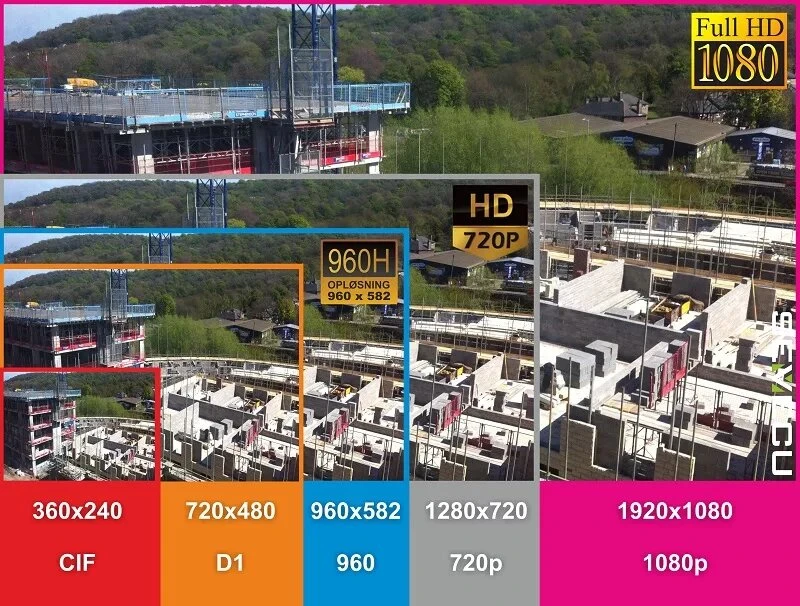 Full HD
1080
HD
720P
960H
OPLØSNING
960 x 582
SEVECU
360x240
720x480
960x582
1280x720
1920x1080
CIF
D1
960
720p
1080p